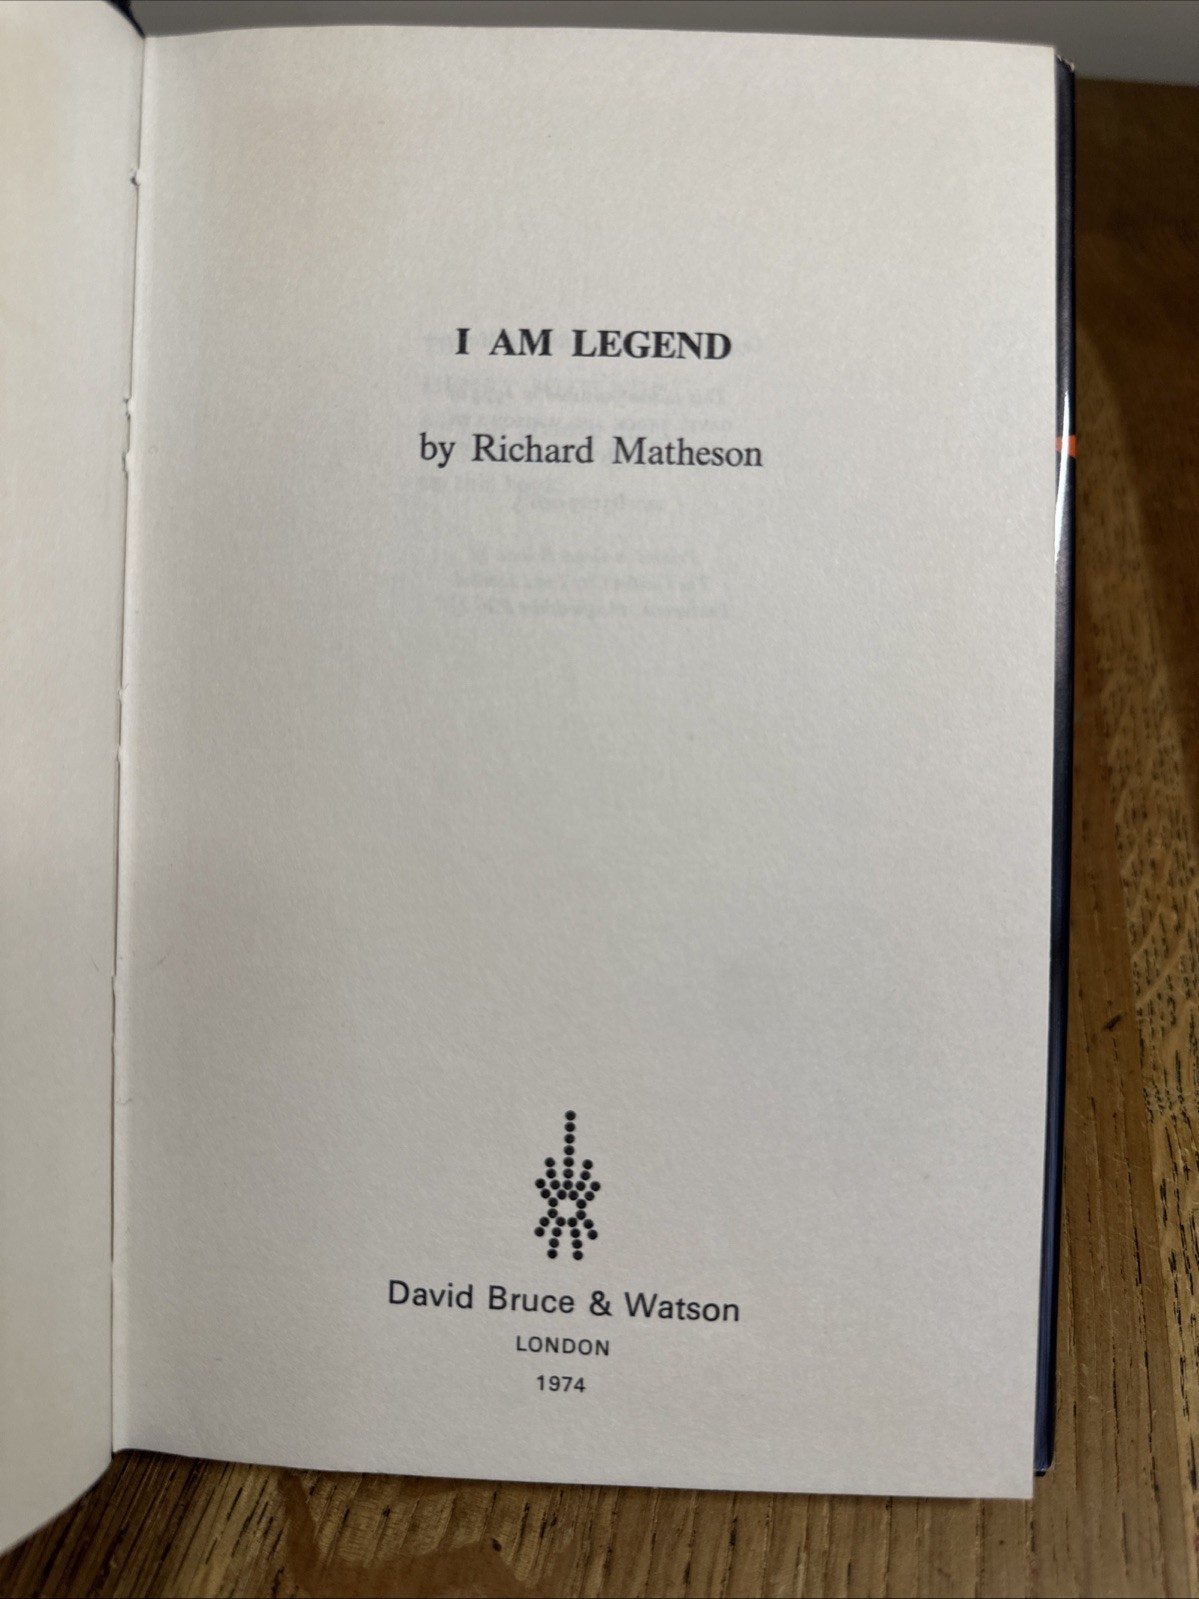 I AM LEGEND
by Richard Matheson
David Bruce & Watson
LONDON
1974